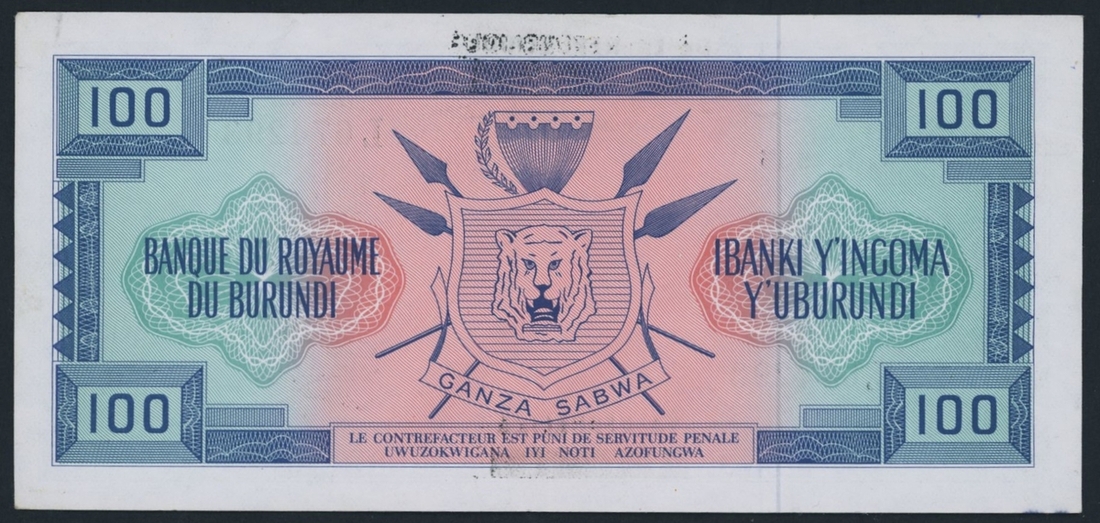 100
100
BANQUE DU ROYAUME
DU BURUNDI
IBANKI Y'INGOMA
Y'UBURUNDI
GANZA SABWA
100
100
LE CONTREFACTEUR EST PUNI DE SERVITUDE PENALE
UWUZOKWIGANA IYI NOTI AZOFUNGWA